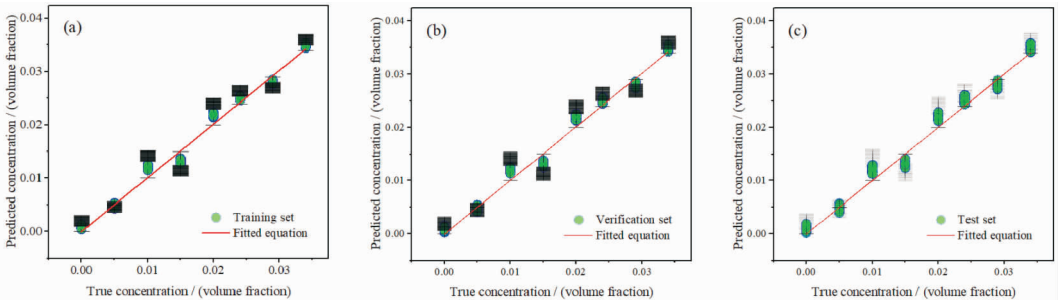 (a)
Predicted concentration / (volume fraction)
0.04
0.03
0.02
0.01
0.00
0.00 0.01 0.02 0.03
True concentration / (volume fraction)
Training set
Fitted equation
(b)
Predicted concentration / (volume fraction)
0.04
0.03
0.02
0.01
0.00
0.00 0.01 0.02 0.03
True concentration / (volume fraction)
Verification set
Fitted equation
(c)
Predicted concentration / (volume fraction)
0.04
0.03
0.02
0.01
0.00
0.00 0.01 0.02 0.03
True concentration / (volume fraction)
Test set
Fitted equation